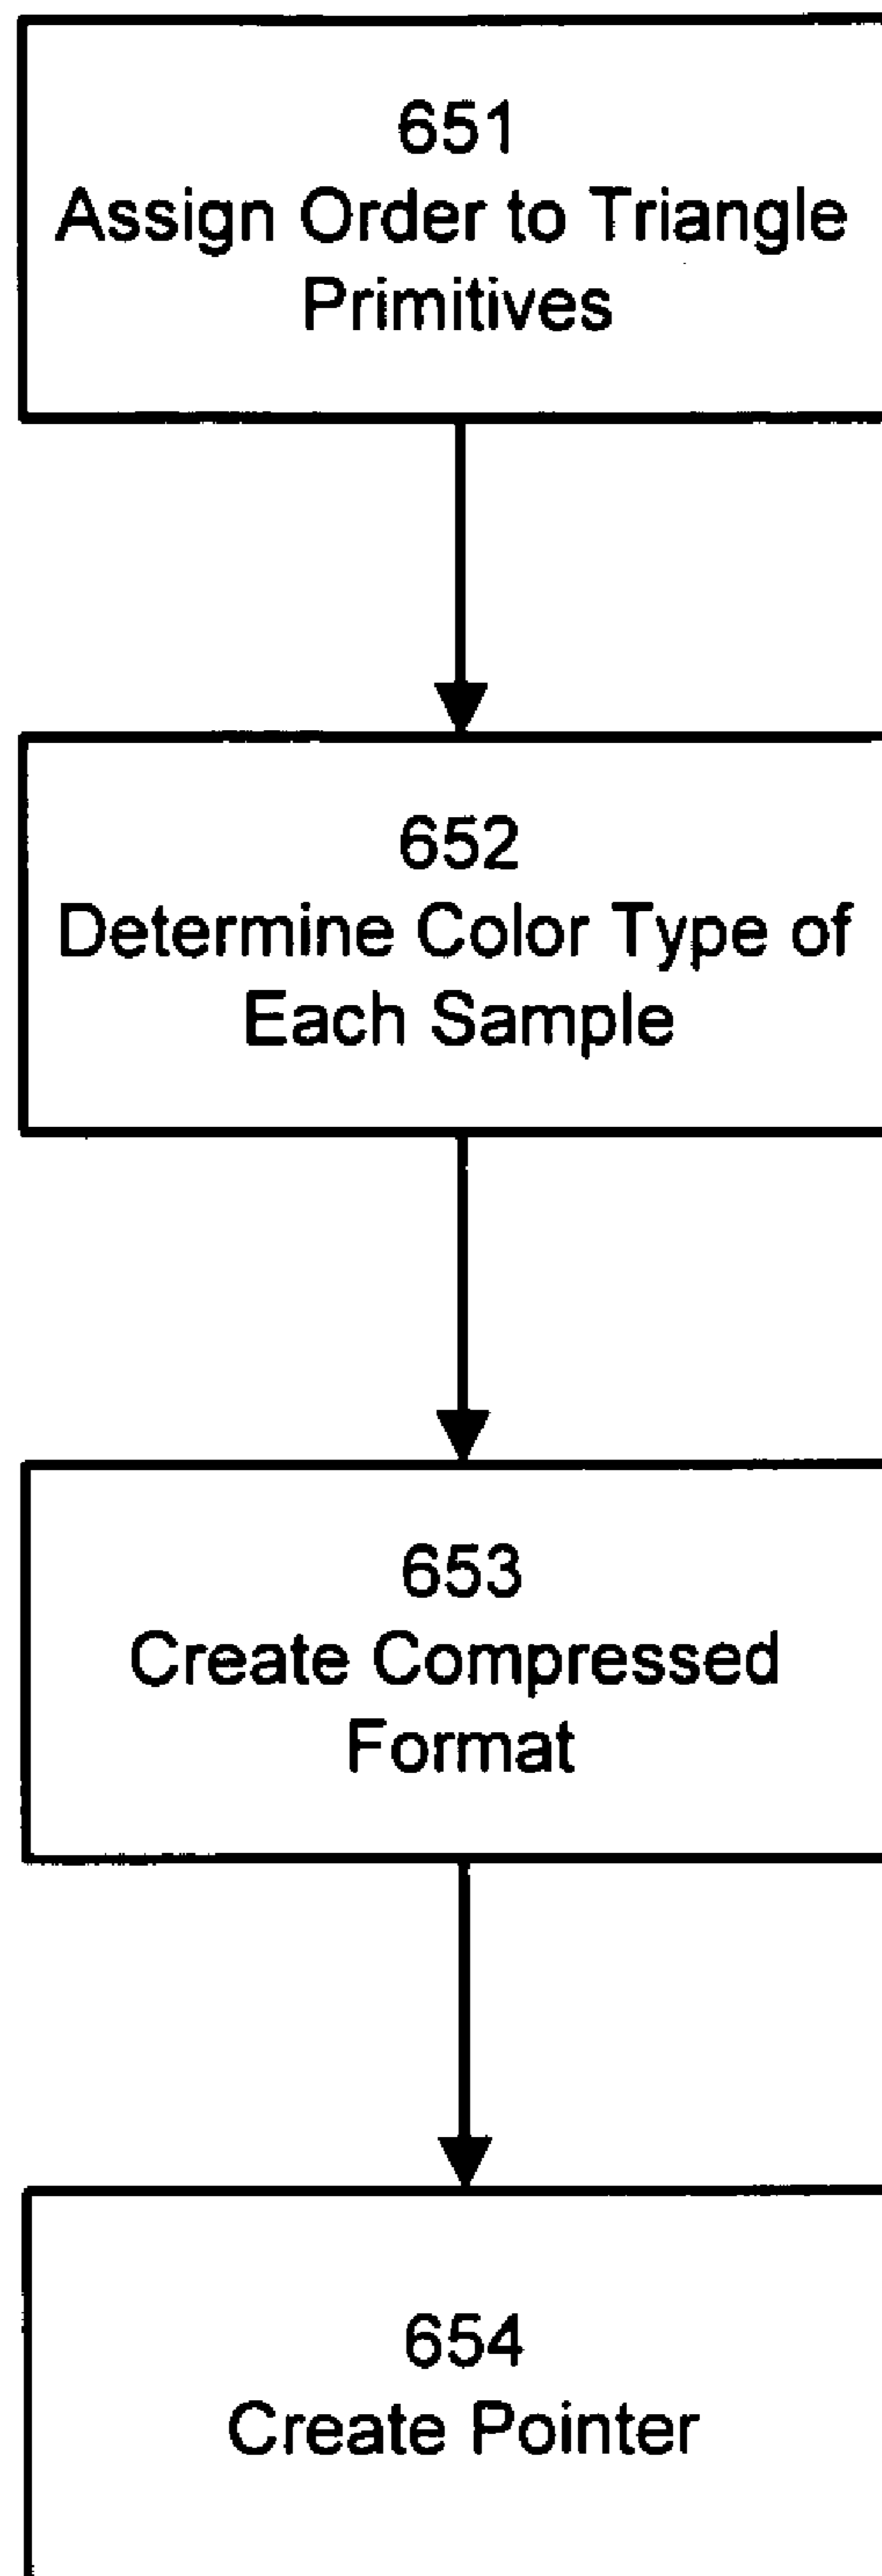 651
Assign Order to Triangle
Primitives
652
Determine Color Type of
Each Sample
653
Create Compressed
Format
654
Create Pointer